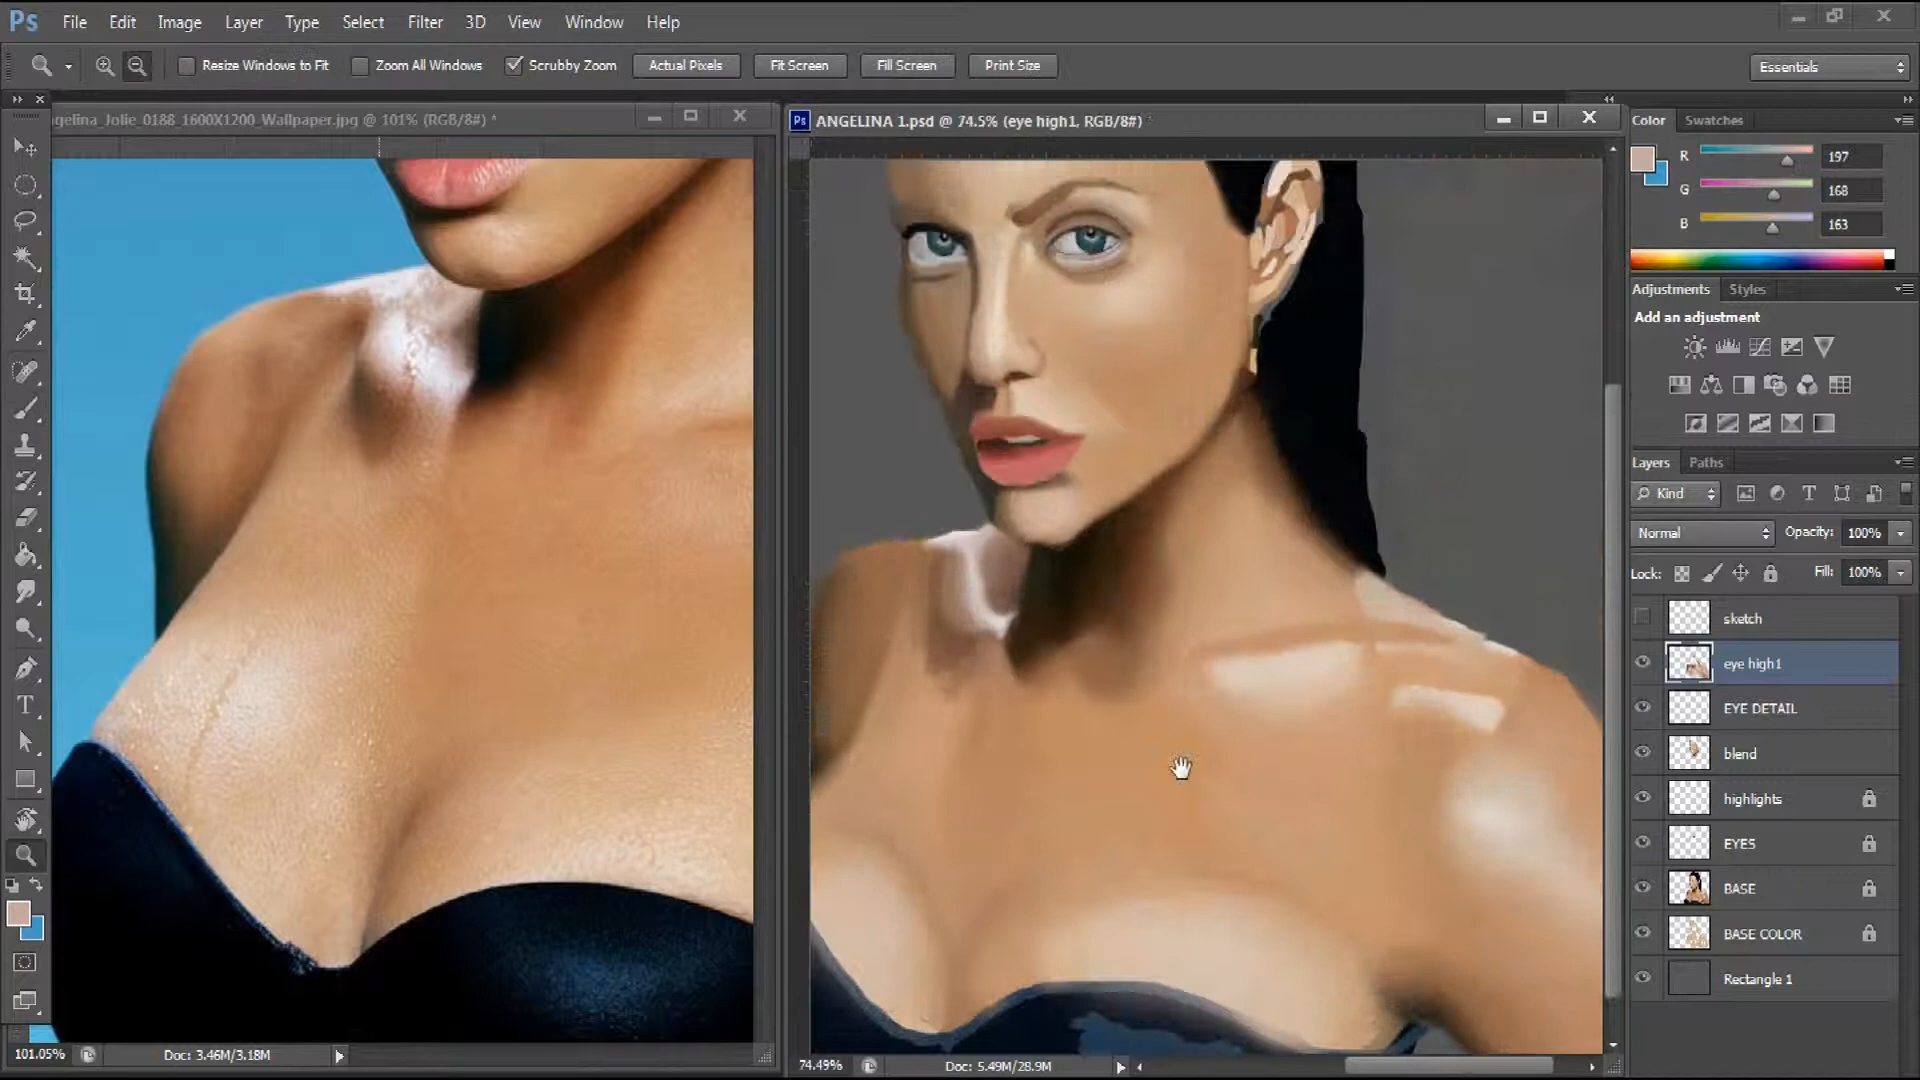 Ps File Edit Image Layer Type Select Filter 3D View Window Help
Resize Windows to Fit Zoom All Windows Scrubby Zoom Actual Pixels Fit Screen Fill Screen Print Size Essentials
ngelina_Jolie_0188_1600X1200_Wallpaper.jpg @ 101% (RGB/8#) *
Ps ANGELINA 1.psd @ 74.5% (eye high1, RGB/8#) *
Color Swatches
R 197
G 168
B 163
Adjustments Styles
Add an adjustment
Layers Paths
Kind T
Normal Opacity: 100%
Lock: Fill: 100%
sketch
eye high1
EYE DETAIL
blend
highlights
EYES
BASE
BASE COLOR
Rectangle 1
T
101.05% Doc: 3.46M/3.18M
74.49% Doc: 5.49M/28.9M